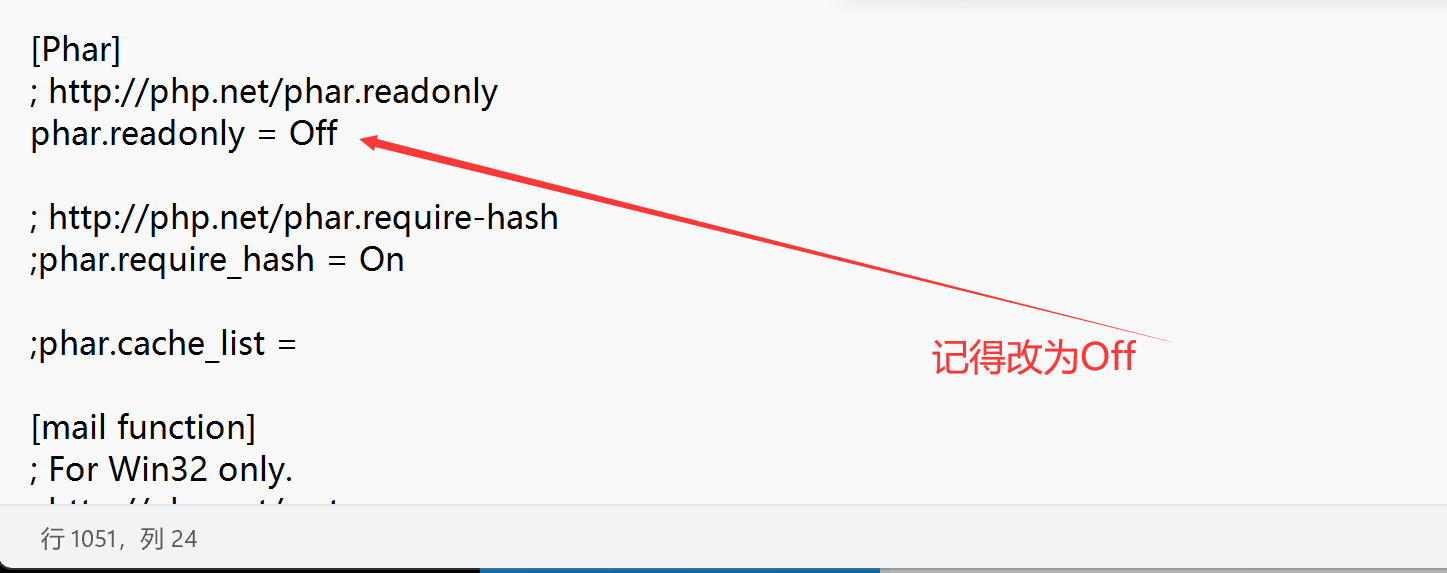 [Phar]
; http://php.net/phar.readonly
phar.readonly = Off
; http://php.net/phar.require-hash
;phar.require_hash = On
;phar.cache_list =
记得改为Off
[mail function]
; For Win32 only.
行 1051，列 24